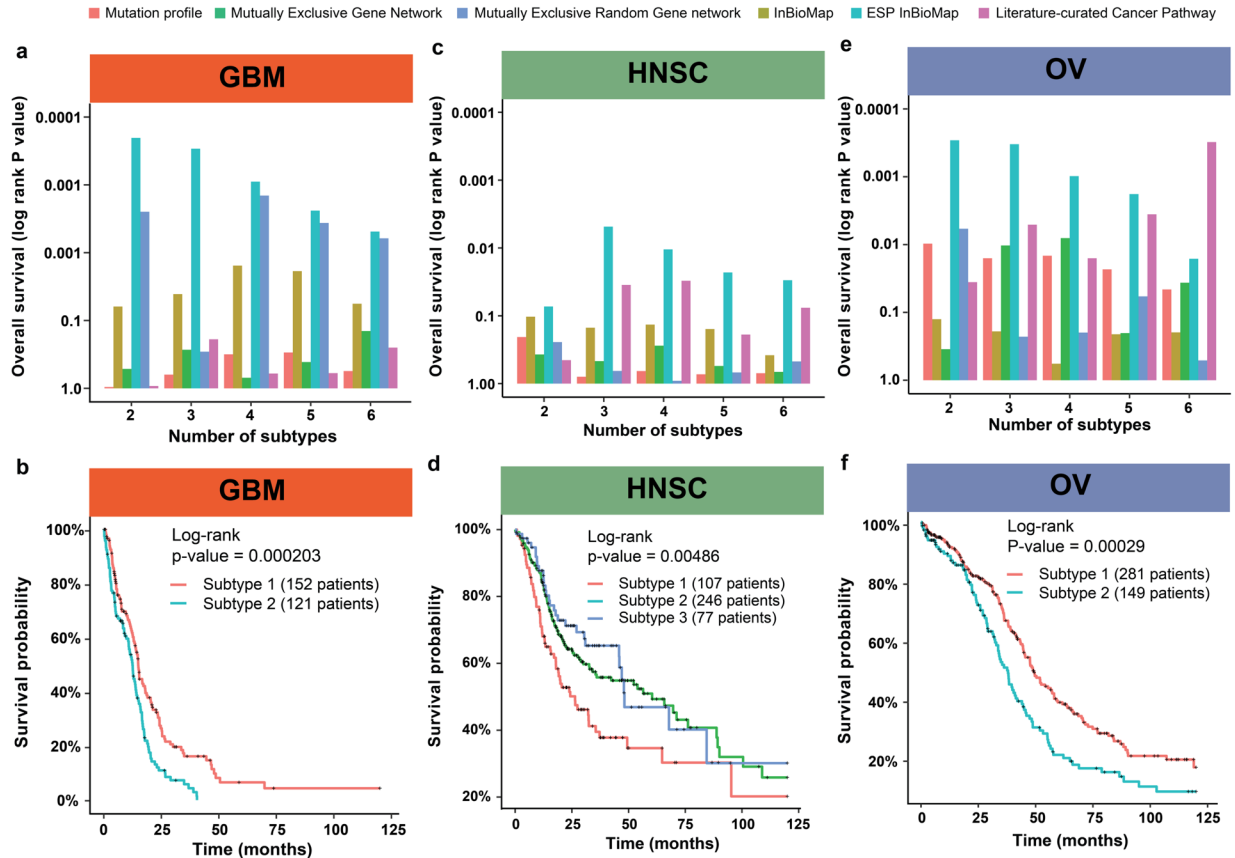 Mutation profile Mutually Exclusive Gene Network Mutually Exclusive Random Gene network InBioMap ESP InBioMap Literature-curated Cancer Pathway
a
GBM
Overall survival (log rank P value)
0.0001
0.001
0.001
0.1
1.0
2 3 4 5 6
Number of subtypes
c
HNSC
Overall survival (log rank P value)
0.0001
0.001
0.01
0.1
1.00
2 3 4 5 6
Number of subtypes
e
OV
Overall survival (log rank P value)
0.0001
0.001
0.01
0.1
1.0
2 3 4 5 6
Number of subtypes
b
GBM
Survival probability
100%
80%
60%
40%
20%
0%
Log-rank
p-value = 0.000203
Subtype 1 (152 patients)
Subtype 2 (121 patients)
0 25 50 75 100 125
Time (months)
d
HNSC
Survival probability
100%
80%
60%
40%
20%
Log-rank
p-value = 0.00486
Subtype 1 (107 patients)
Subtype 2 (246 patients)
Subtype 3 (77 patients)
0 25 50 75 100 125
Time (months)
f
OV
Survival probability
100%
80%
60%
40%
20%
Log-rank
P-value = 0.00029
Subtype 1 (281 patients)
Subtype 2 (149 patients)
0 25 50 75 100 125
Time (months)